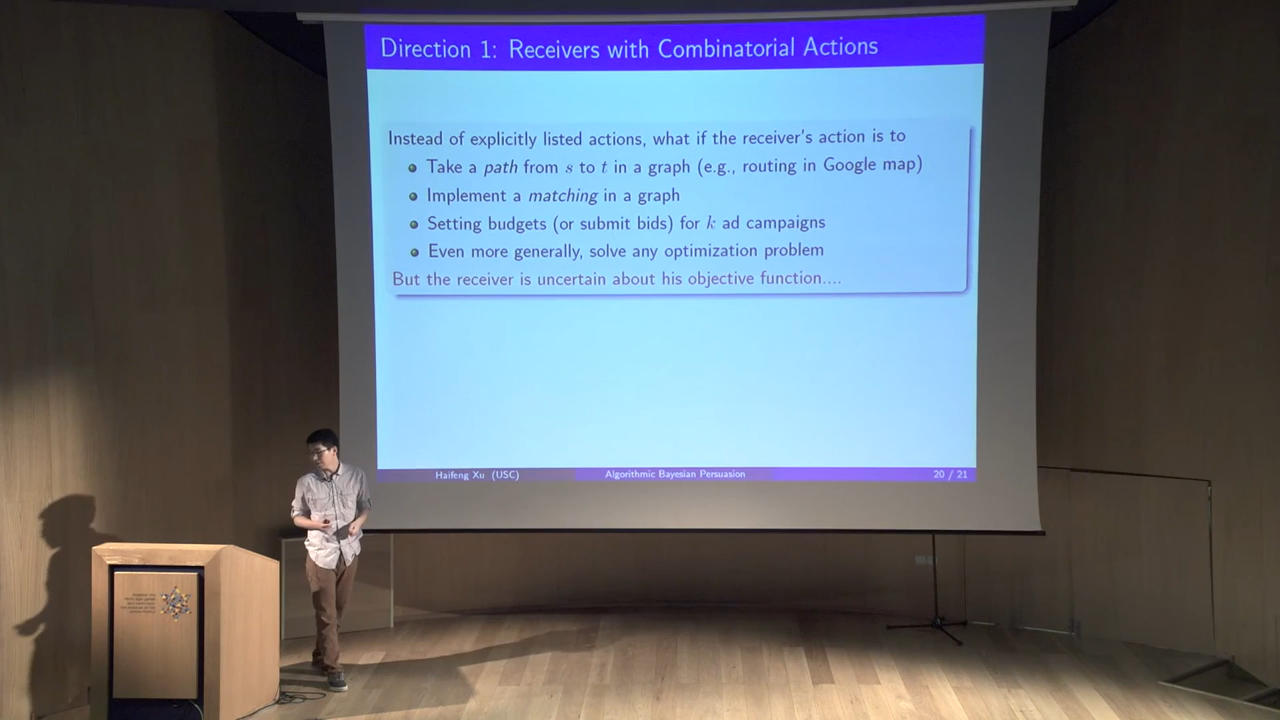 Direction 1: Receivers with Combinatorial Actions
Instead of explicitly listed actions, what if the receiver's action is to
Take a path from s to t in a graph (e.g., routing in Google map)
Implement a matching in a graph
Setting budgets (or submit bids) for k ad campaigns
Even more generally, solve any optimization problem
But the receiver is uncertain about his objective function....
Haifeng Xu (USC)
Algorithmic Bayesian Persuasion
20 / 21